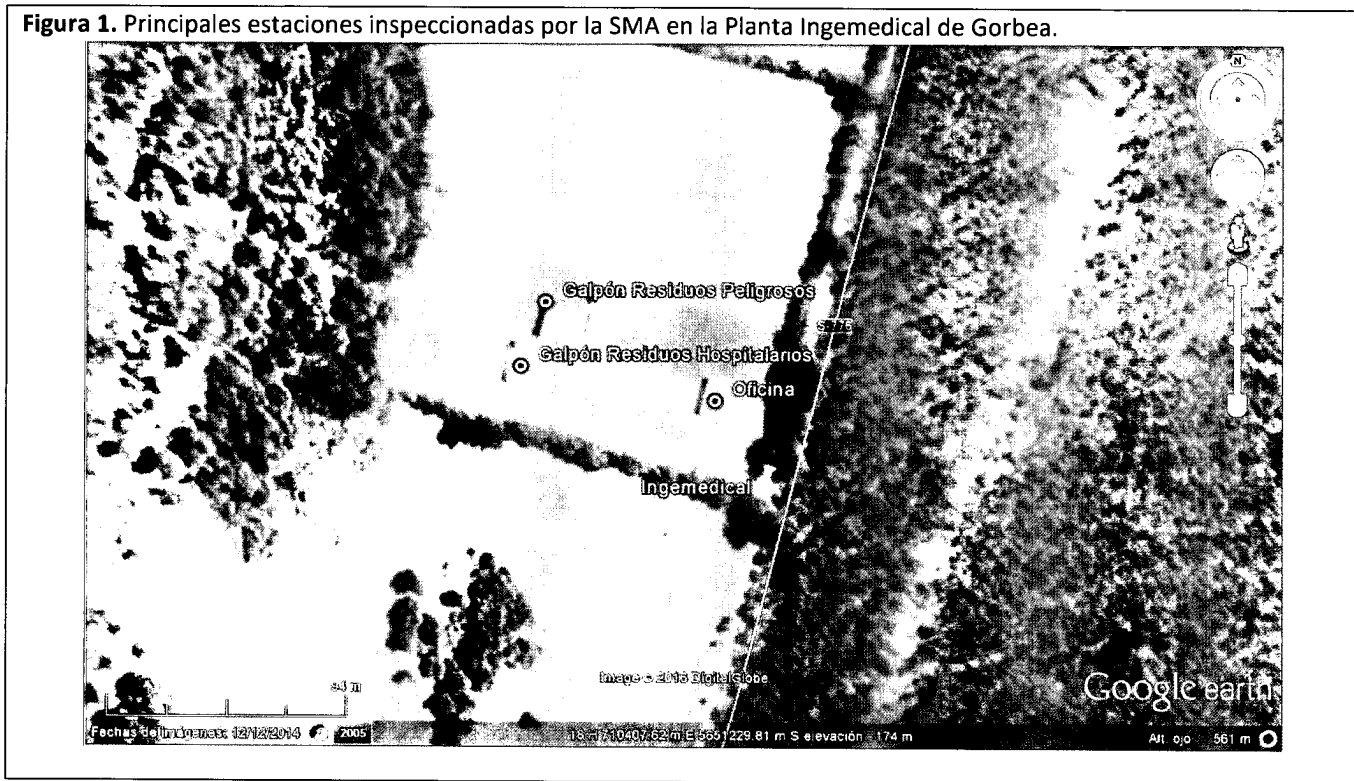 Figura 1. Principales estaciones inspeccionadas por la SMA en la Planta Ingemedical de Gorbea.
N
Galpón Residuos Peligrosos
S-776
Galpón Residuos Hospitalarios
Oficina
Ingemedical
Image © 2016 DigitalGlobe
Google earth
Fechas de imágenes: 12/12/2014
2005
710407.62 m E 5651229.81 m S elevación 174 m
Alt. ojo 561 m